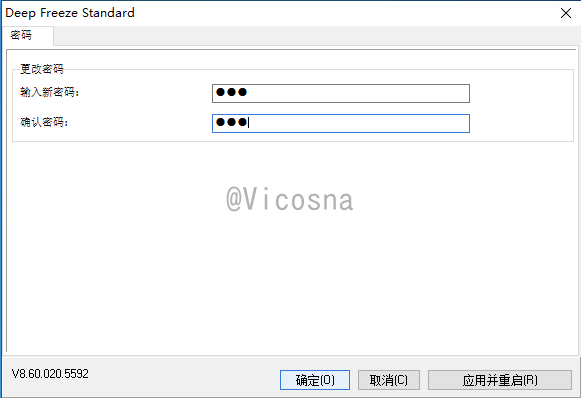 Deep Freeze Standard
密码
更改密码
输入新密码:
●●●
确认密码:
●●●
@Vicosna
V8.60.020.5592
确定(O) 取消(C) 应用并重启(R)